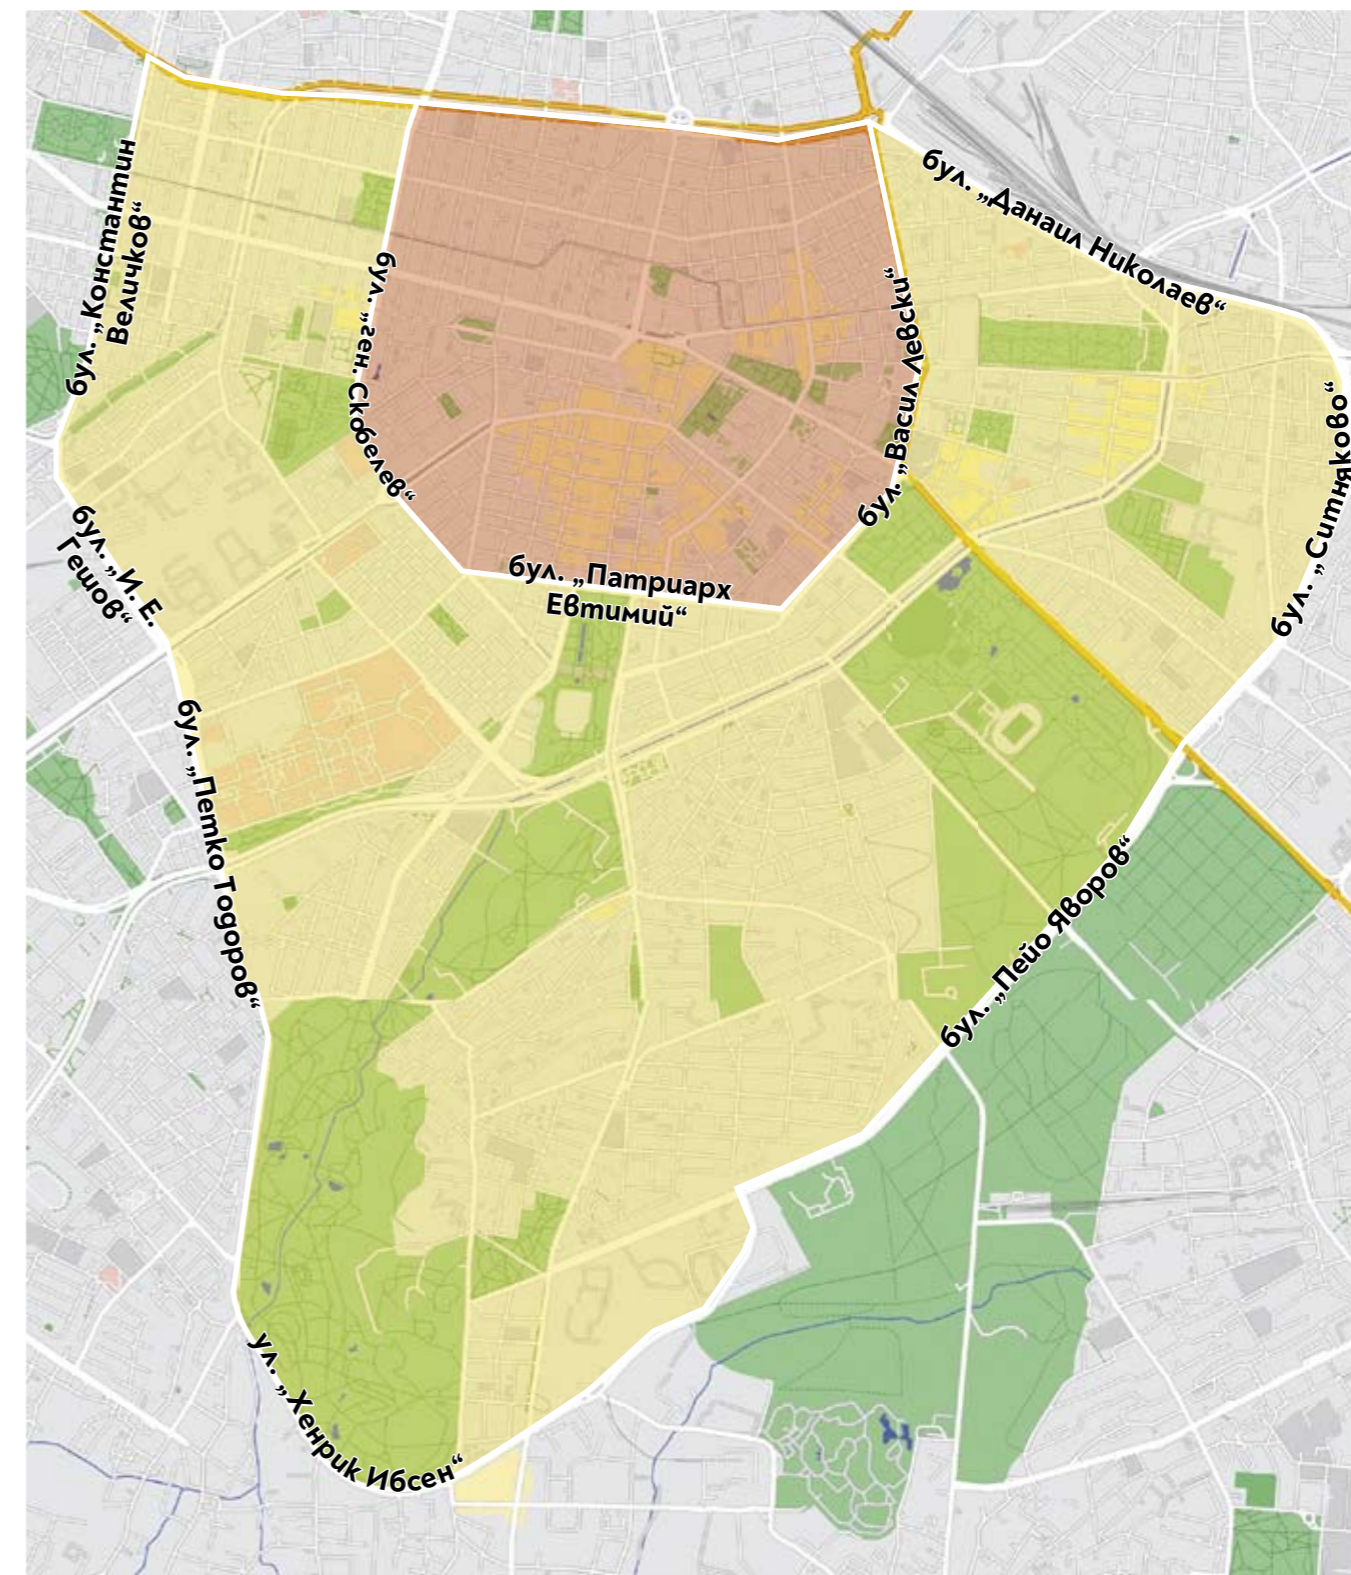 бул. „Данаил Николаев“
бул. „Константин
Величков“
бул. „ген. Скобелев“
бул. „Васил Левски„
бул. „ Ситняково”
бул. „И. Е.
Гешов“
бул. „Патриарх
Евтимий“
бул. „Петко Тодоров“
бул. „Пейо Яворов“
ул. „Хенрик Ибсен“